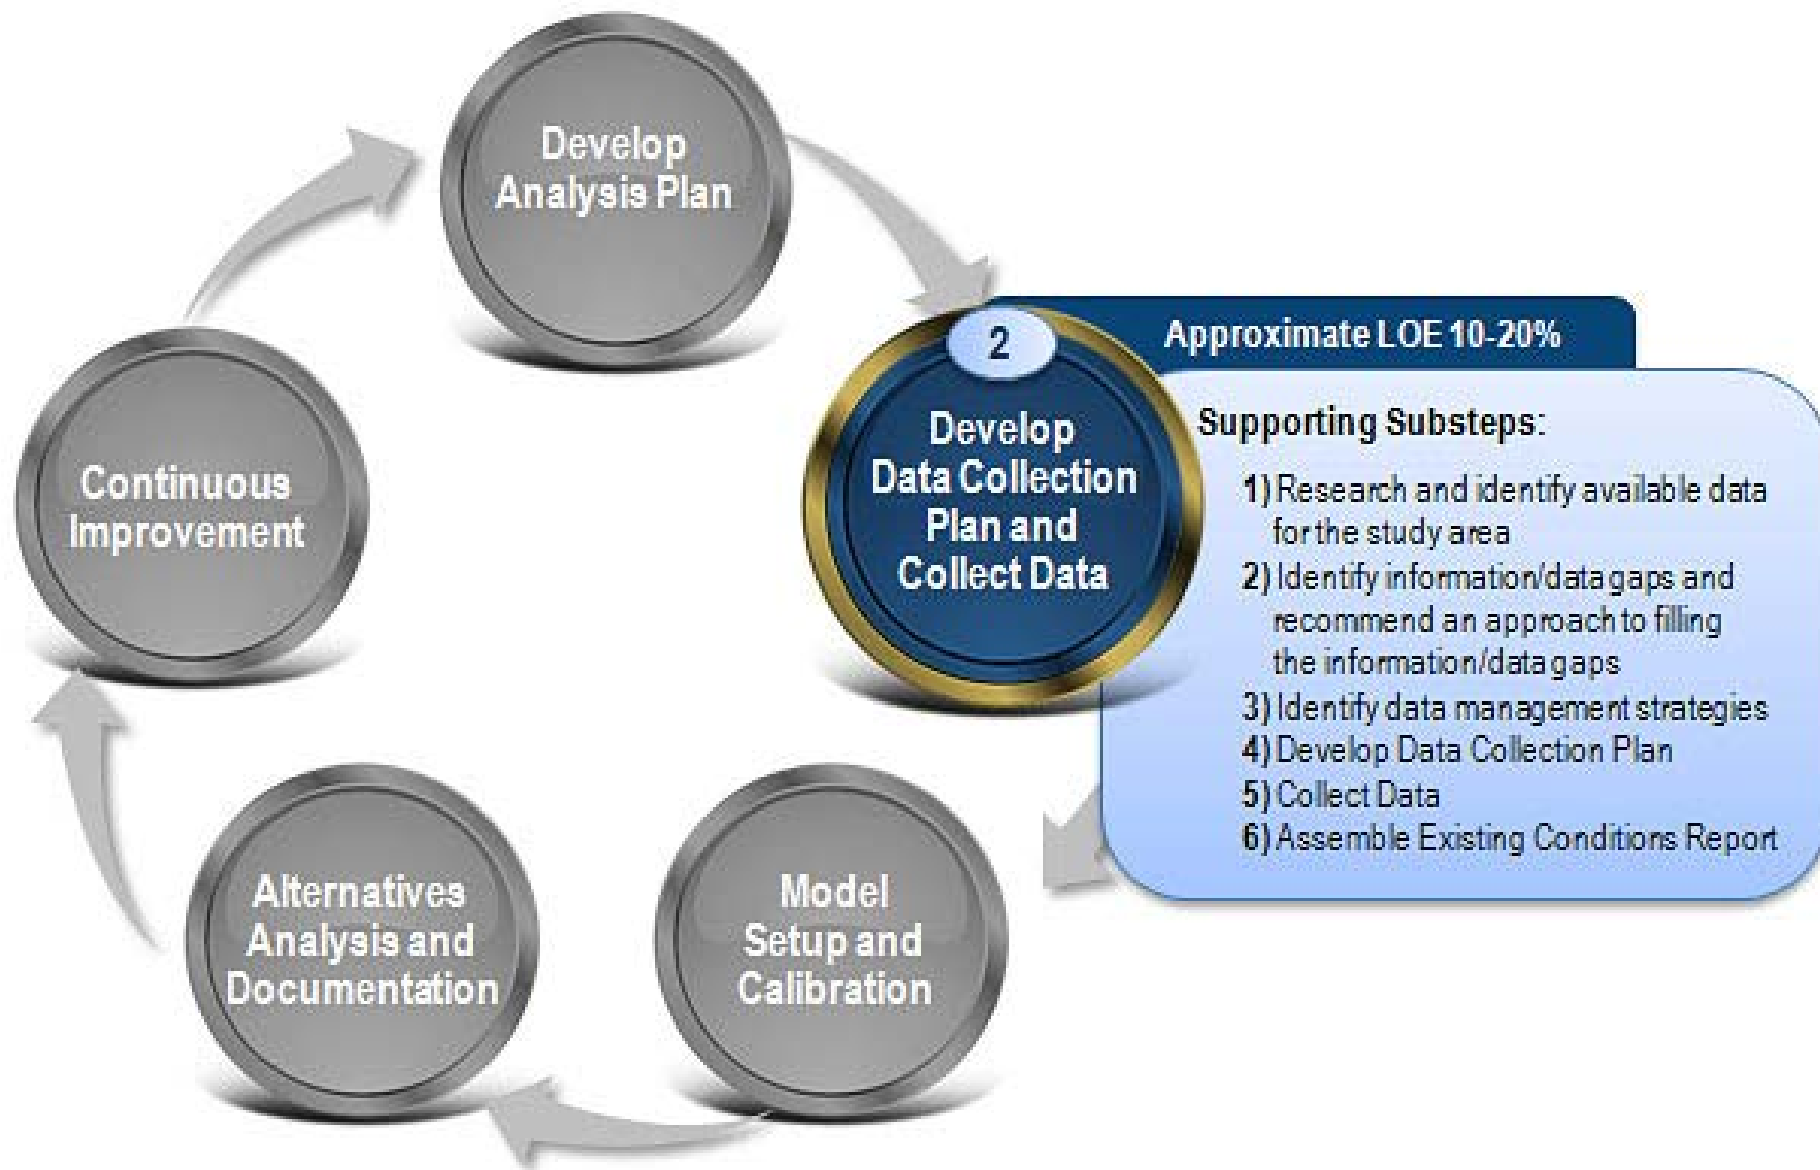 Develop
Analysis Plan
2
Develop
Data Collection
Plan and
Collect Data
Approximate LOE 10-20%
Supporting Substeps:
1) Research and identify available data
for the study area
2) Identify information/data gaps and
recommend an approach to filling
the information/data gaps
3) Identify data management strategies
4) Develop Data Collection Plan
5) Collect Data
6) Assemble Existing Conditions Report
Model
Setup and
Calibration
Alternatives
Analysis and
Documentation
Continuous
Improvement